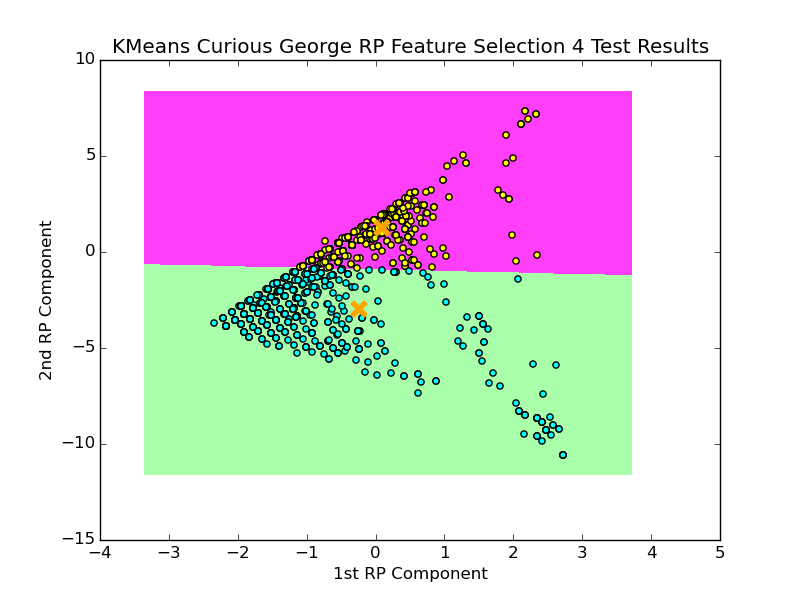 KMeans Curious George RP Feature Selection 4 Test Results
10
5
0
−5
−10
−15
2nd RP Component
−4 −3 −2 −1 0 1 2 3 4 5
1st RP Component